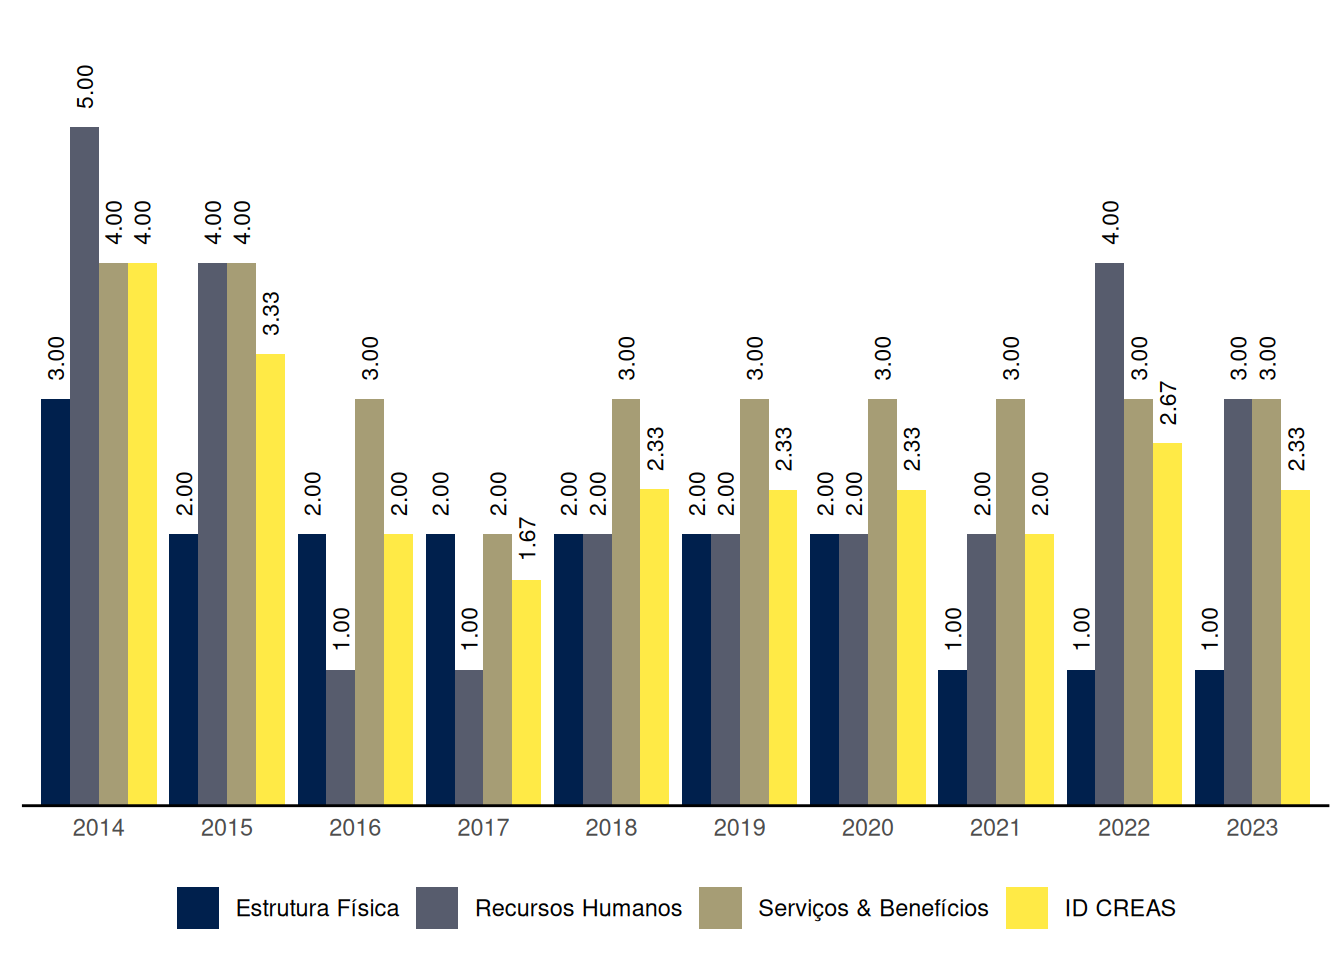 5.00
4.00 4.00 4.00 4.00 4.00
3.33
3.00 3.00 3.00 3.00 3.00 3.00 3.00 3.00 3.00
2.67
2.33 2.33 2.33 2.33
2.00 2.00 2.00 2.00 2.00 2.00 2.00 2.00 2.00 2.00 2.00 2.00 2.00
1.67
1.00 1.00 1.00 1.00 1.00
2014 2015 2016 2017 2018 2019 2020 2021 2022 2023
Estrutura Física Recursos Humanos Serviços & Benefícios ID CREAS